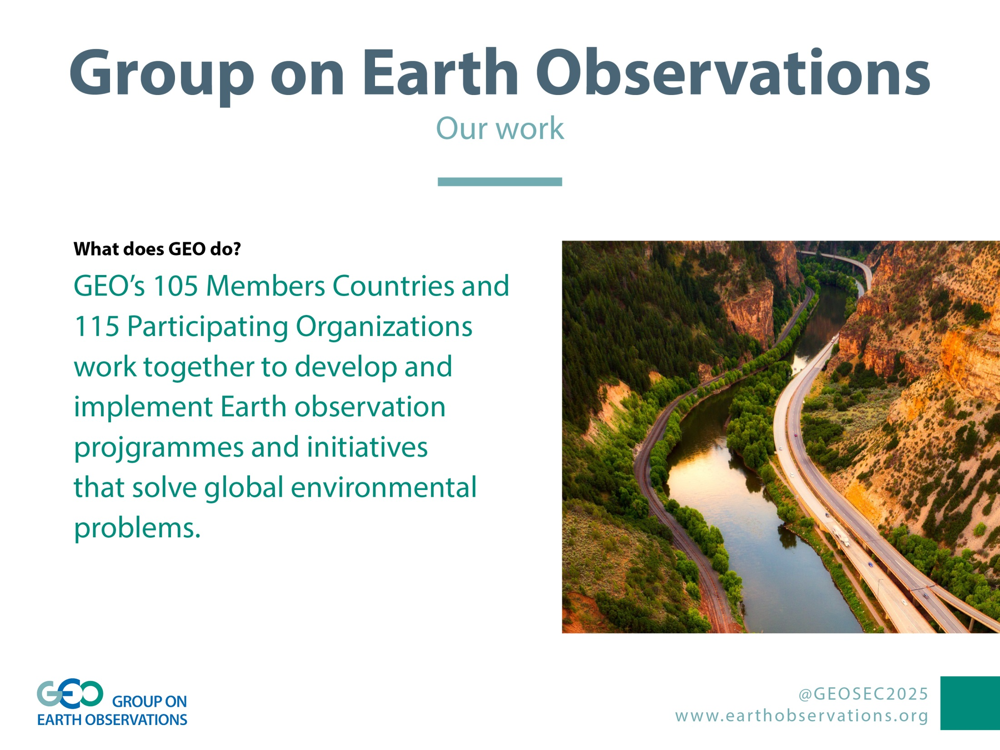 Group on Earth Observations
Our work
What does GEO do?
GEO’s 105 Members Countries and
115 Participating Organizations
work together to develop and
implement Earth observation
projgrammes and initiatives
that solve global environmental
problems.
GEO GROUP ON
EARTH OBSERVATIONS
@GEOSEC2025
www.earthobservations.org